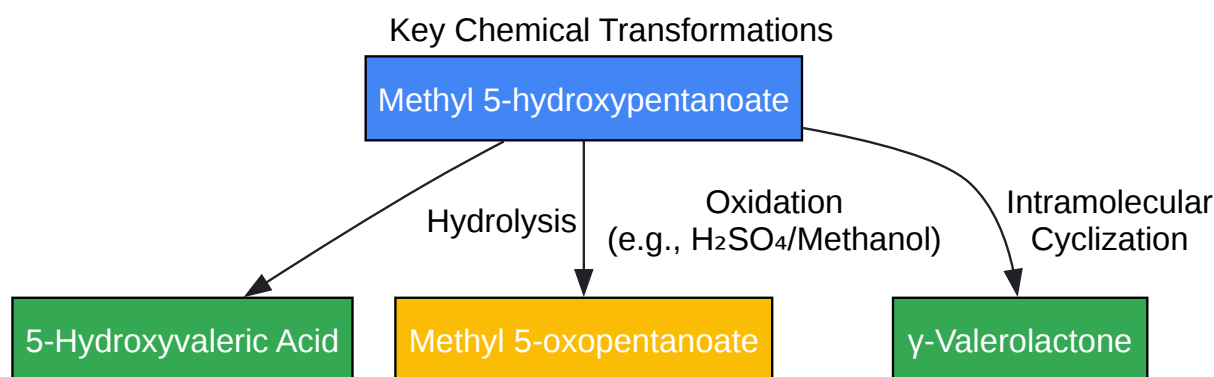 Key Chemical Transformations
Methyl 5-hydroxypentanoate
Hydrolysis
Oxidation
(e.g., H₂SO₄/Methanol)
Intramolecular
Cyclization
5-Hydroxyvaleric Acid
Methyl 5-oxopentanoate
γ-Valerolactone